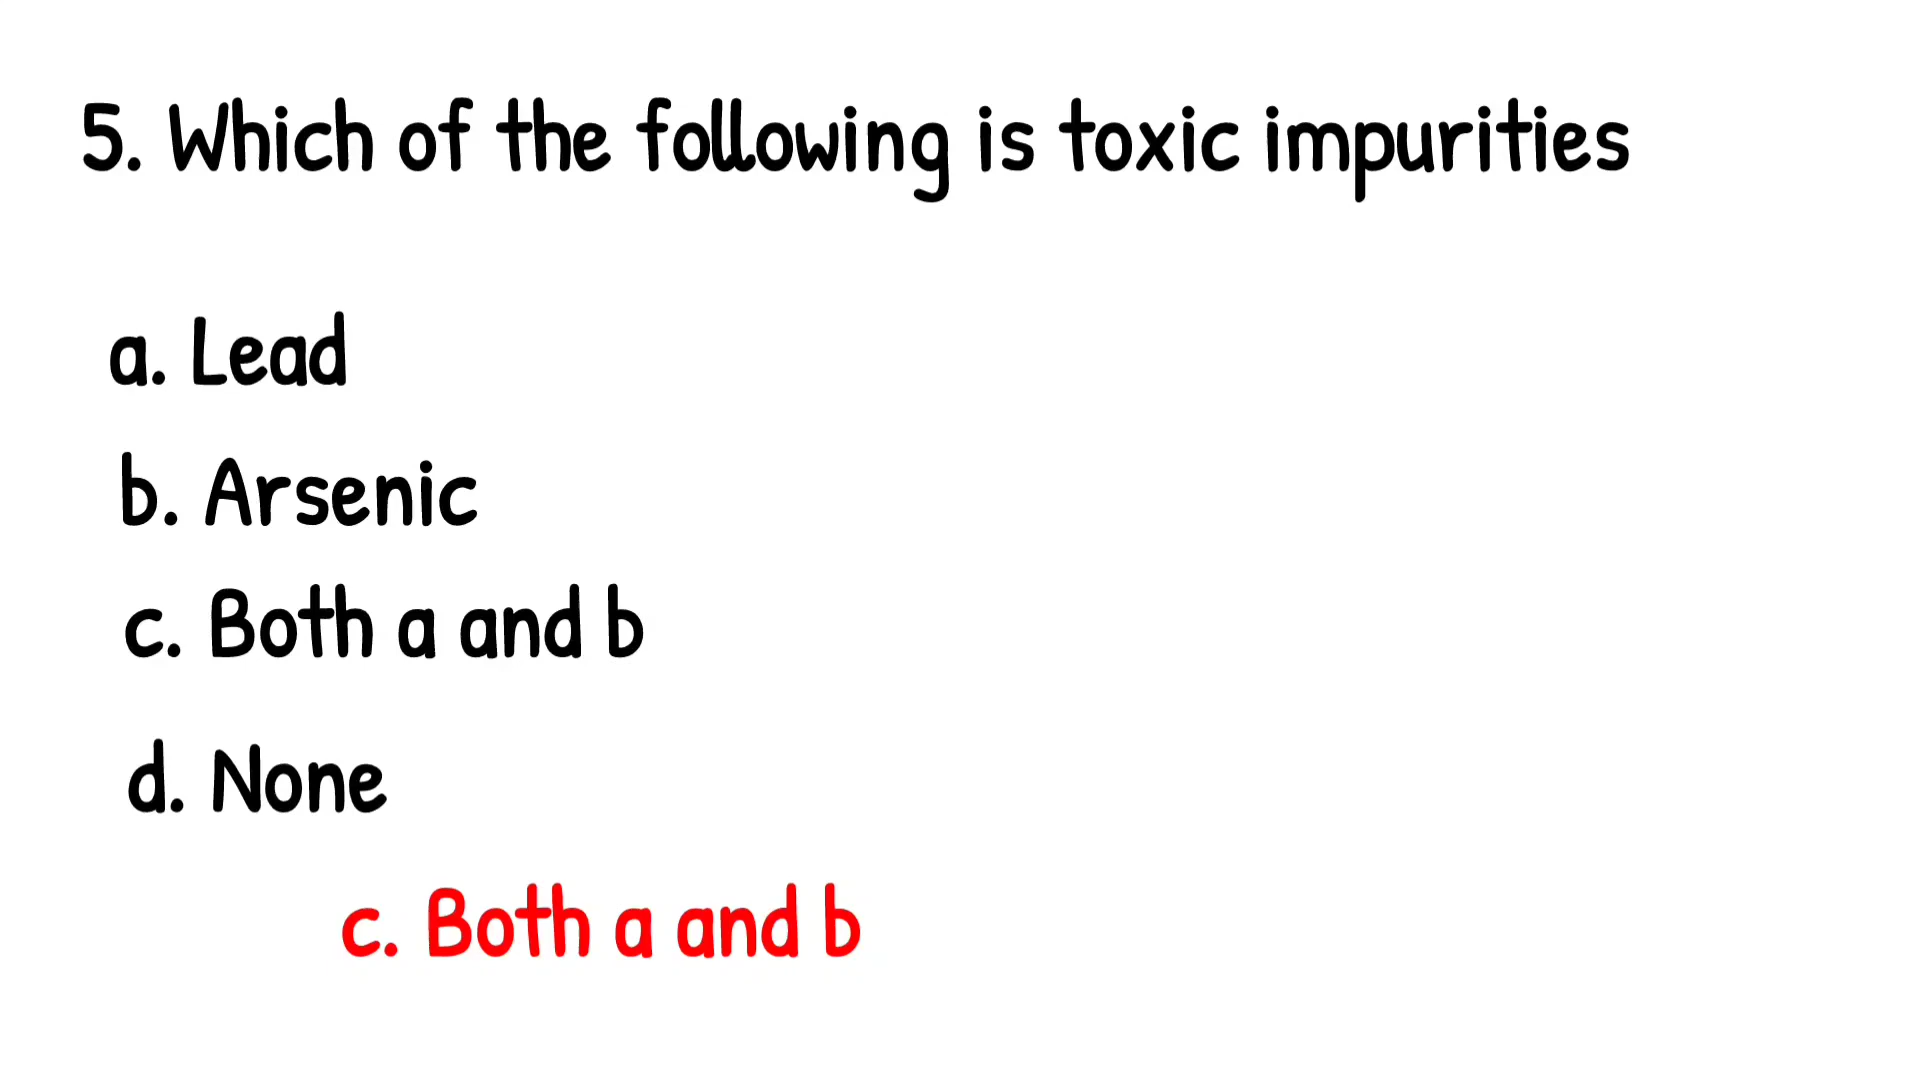 5. Which of the following is toxic impurities
a. Lead
b. Arsenic
c. Both a and b
d. None
c. Both a and b